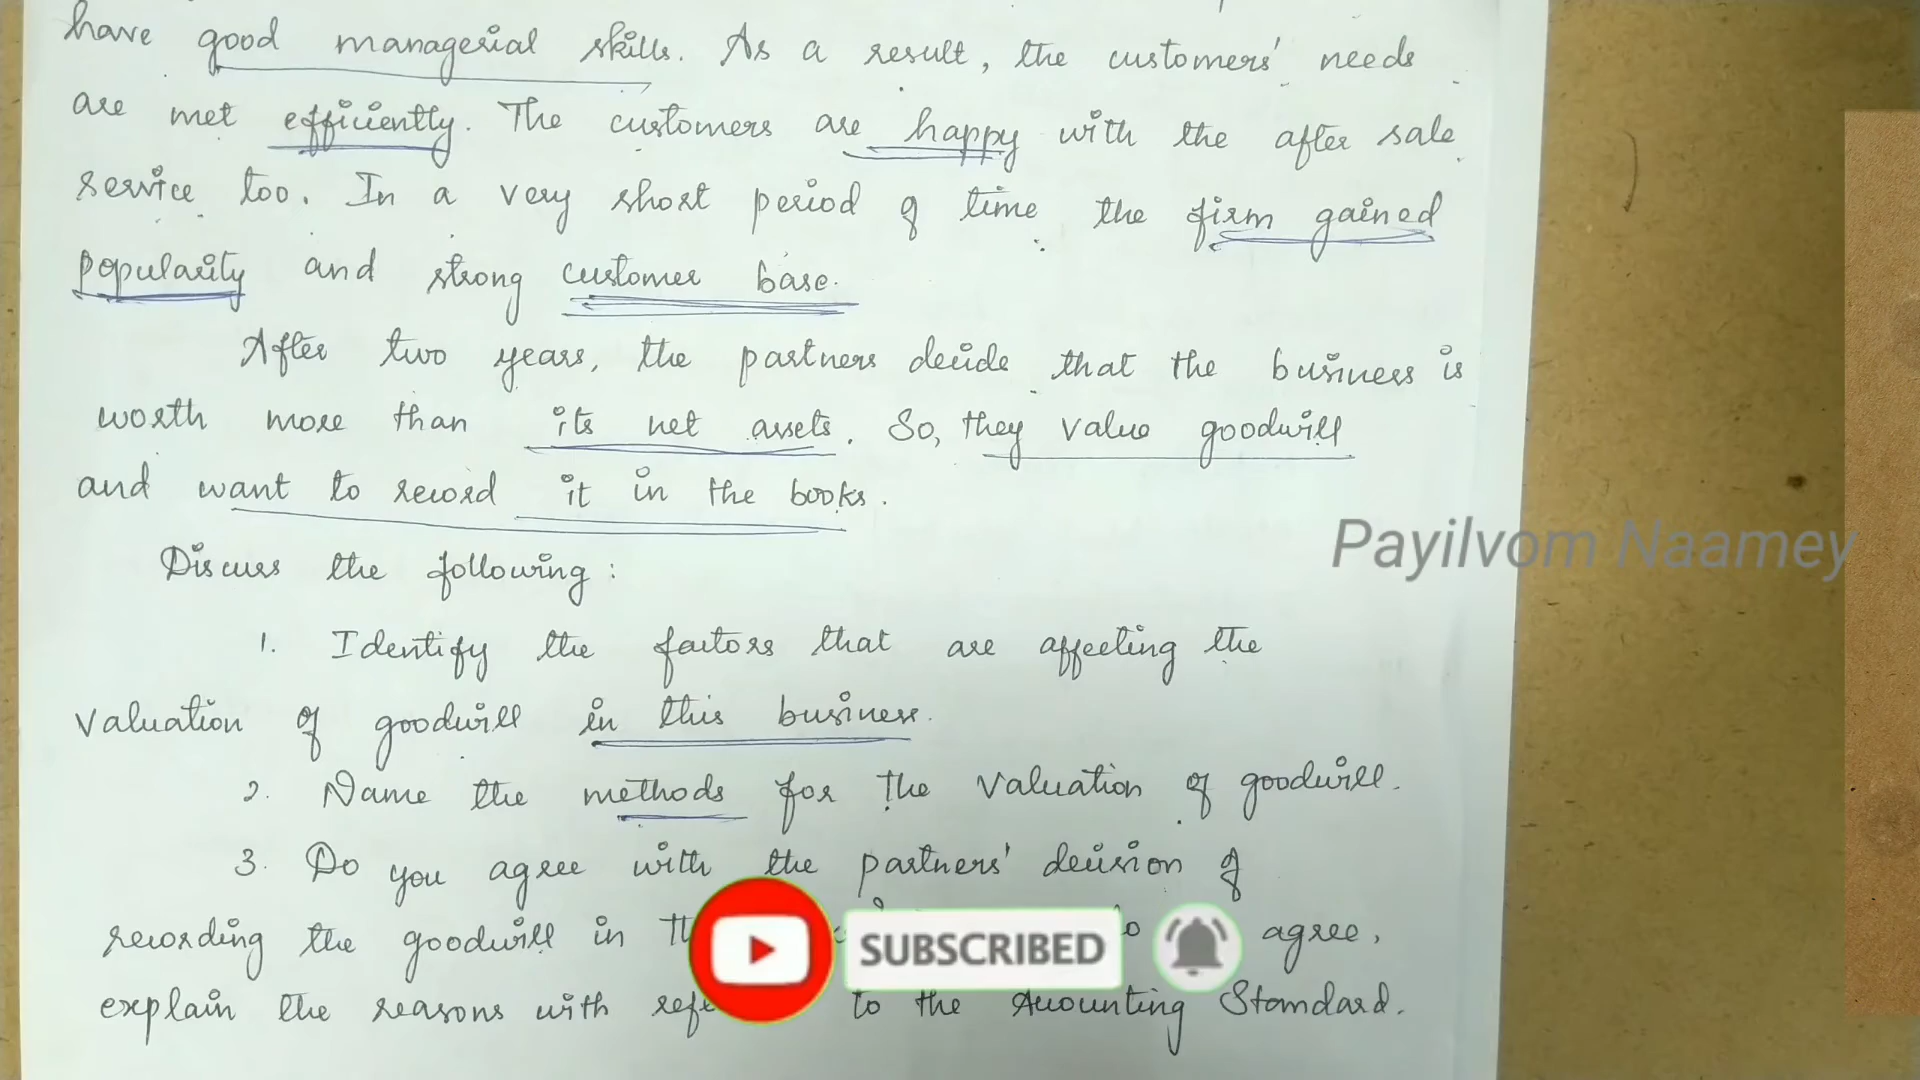 have good managerial skills. As a result, the customers' needs
are met efficiently. The customers are happy with the after sale
service too. In a very short period of time the firm gained
popularity and strong customer base.
After two years, the partners decide that the business is
worth more than its net assets. So, they value goodwill
and want to record it in the books.
Payilvom Naamey
Discuss the following:
1. Identify the factors that are affecting the
valuation of goodwill in this business.
2. Name the methods for the valuation of goodwill.
3. Do you agree with the partners' decision of
recording the goodwill in agree,
SUBSCRIBED
explain the reasons with to the Accounting Standard.